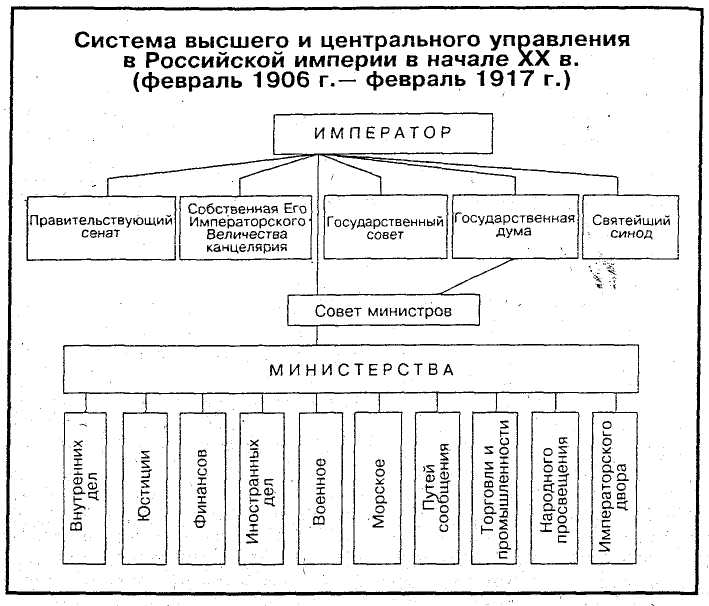 Система высшего и центрального управления
в Российской империи в начале XX в.
(февраль 1906 г.— февраль 1917 г.)
ИМПЕРАТОР
Правительствующий
сенат
Собственная Его
Императорского
Величества
канцелярия
Государственный
совет
Государственная
дума
Святейший
синод
Совет министров
МИНИСТЕРСТВА
Внутренних
дел
Юстиции
Финансов
Иностранных
дел
Военное
Морское
Путей
сообщения
Торговли и
промышленности
Народного
просвещения
Императорского
двора